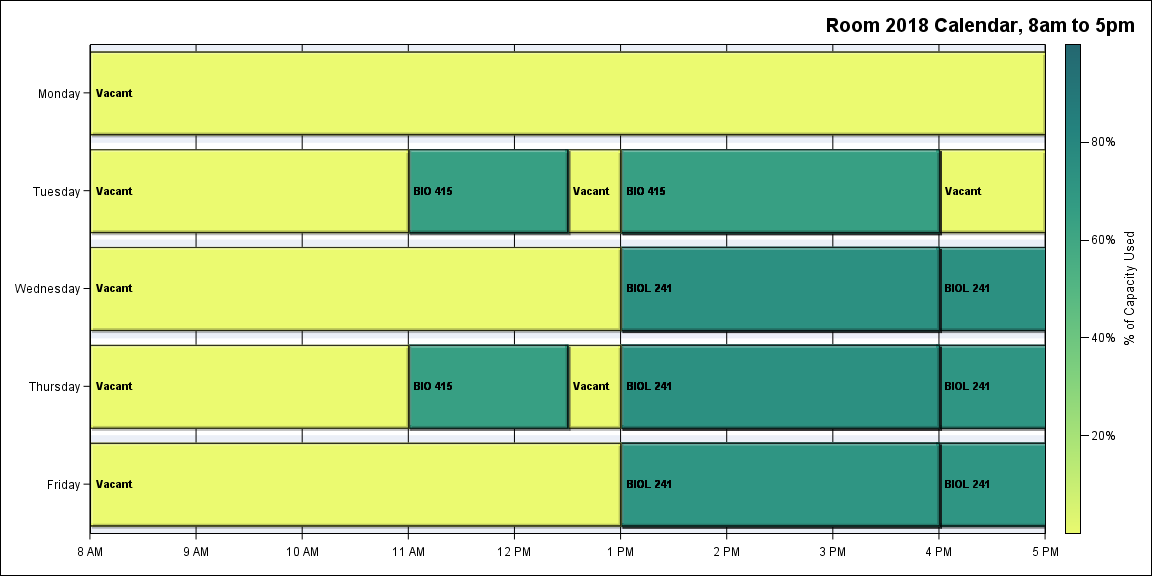 Room 2018 Calendar, 8am to 5pm
Monday
Vacant
80%
Tuesday
Vacant
BIO 415
Vacant
BIO 415
Vacant
60%
Wednesday
Vacant
BIOL 241
BIOL 241
% of Capacity Used
40%
Thursday
Vacant
BIO 415
Vacant
BIOL 241
BIOL 241
20%
Friday
Vacant
BIOL 241
BIOL 241
8 AM
9 AM
10 AM
11 AM
12 PM
1 PM
2 PM
3 PM
4 PM
5 PM